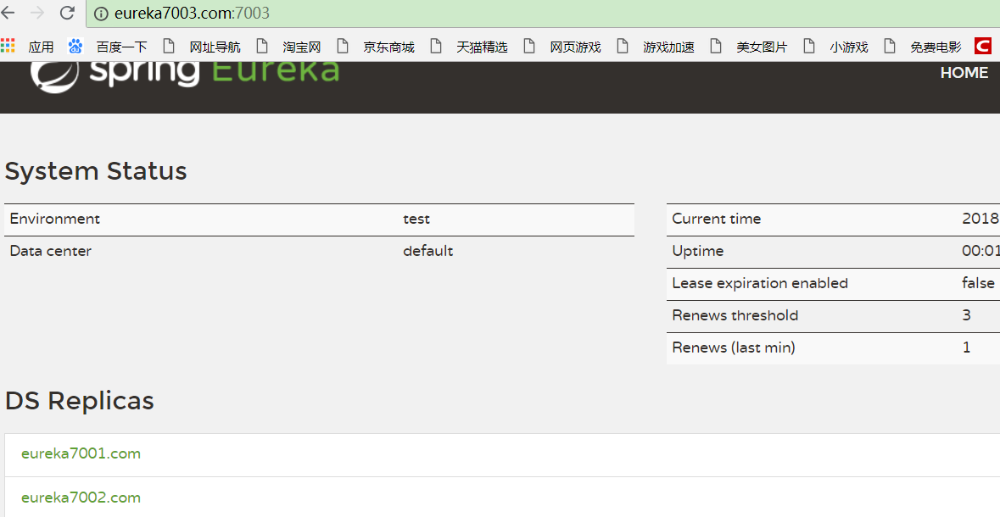 eureka7003.com:7003
应用 百度一下 网址导航 淘宝网 京东商城 天猫精选 网页游戏 游戏加速 美女图片 小游戏 免费电影 C
spring Eureka HOME
System Status
Environment test Current time 2018
Data center default Uptime 00:01
Lease expiration enabled false
Renews threshold 3
Renews (last min) 1
DS Replicas
eureka7001.com
eureka7002.com